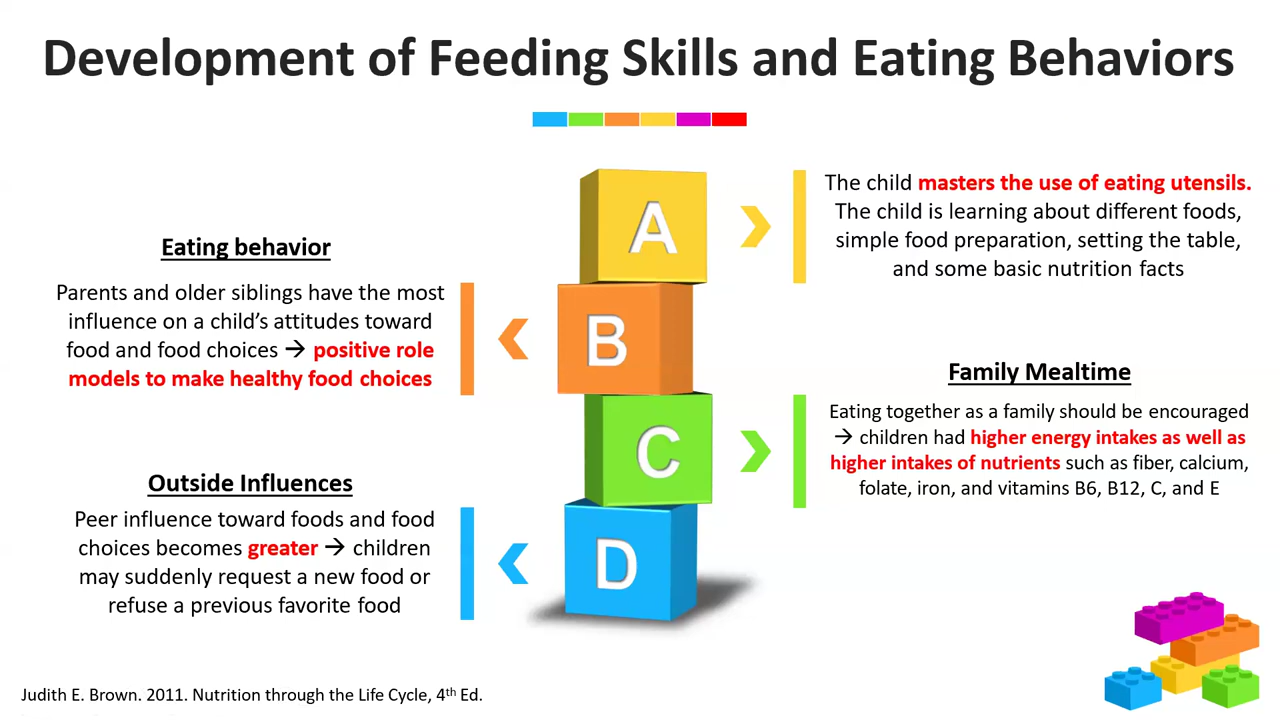 Development of Feeding Skills and Eating Behaviors
A
The child masters the use of eating utensils.
The child is learning about different foods,
simple food preparation, setting the table,
and some basic nutrition facts
Eating behavior
Parents and older siblings have the most
influence on a child’s attitudes toward
food and food choices → positive role
models to make healthy food choices
B
C
Family Mealtime
Eating together as a family should be encouraged
→ children had higher energy intakes as well as
higher intakes of nutrients such as fiber, calcium,
folate, iron, and vitamins B6, B12, C, and E
Outside Influences
Peer influence toward foods and food
choices becomes greater → children
may suddenly request a new food or
refuse a previous favorite food
D
Judith E. Brown. 2011. Nutrition through the Life Cycle, 4th Ed.